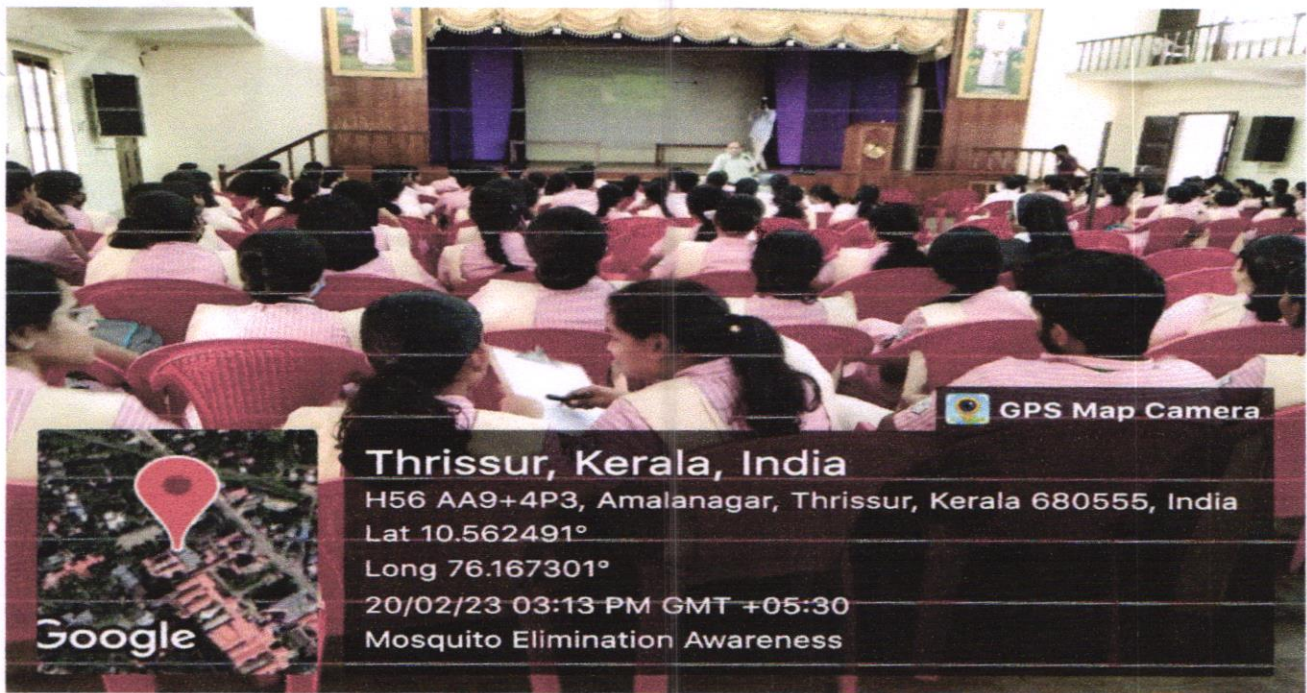 GPS Map Camera
Thrissur, Kerala, India
H56 AA9+4P3, Amalanagar, Thrissur, Kerala 680555, India
Lat 10.562491°
Long 76.167301°
20/02/23 03:13 PM GMT +05:30
Mosquito Elimination Awareness
Google